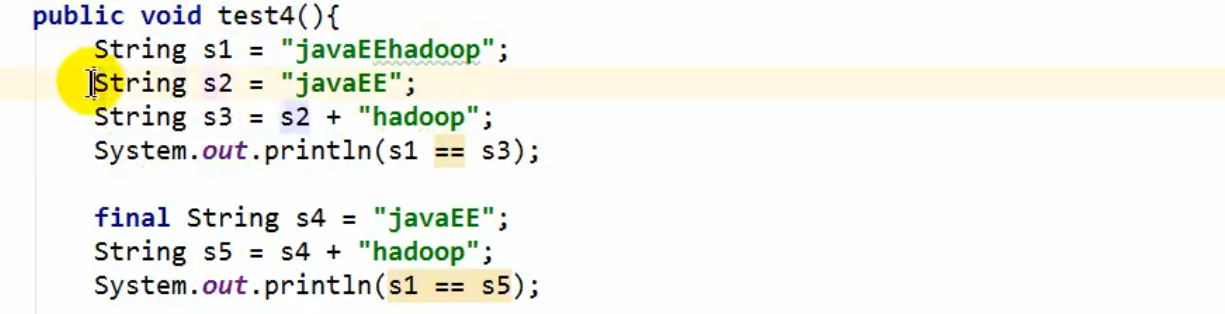 public void test4(){
String s1 = "javaEEhadoop";
String s2 = "javaEE";
String s3 = s2 + "hadoop";
System.out.println(s1 == s3);
final String s4 = "javaEE";
String s5 = s4 + "hadoop";
System.out.println(s1 == s5);